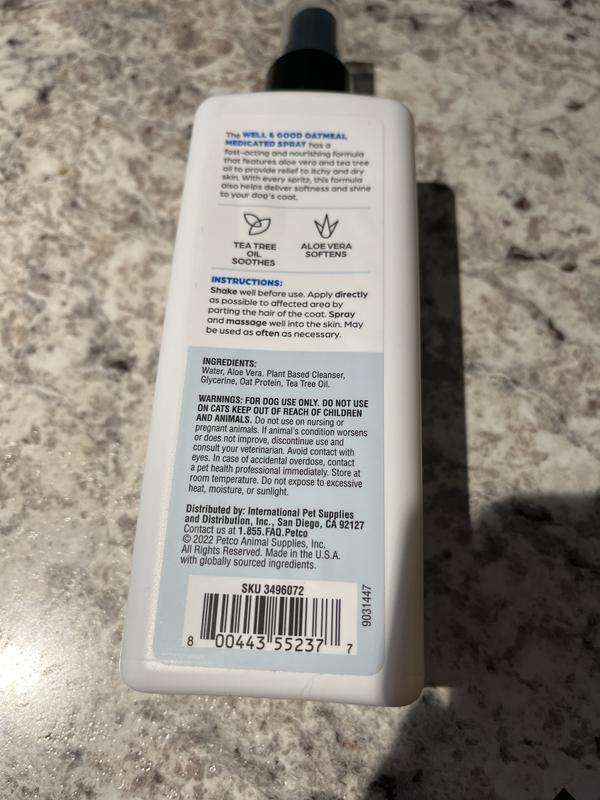 The WELL & GOOD OATMEAL
MEDICATED SPRAY has a
fast-acting and nourishing formula
that features aloe vera and tea tree
oil to provide relief to itchy and dry
skin. With every spritz, this formula
also helps deliver softness and shine
to your dog's coat.
TEA TREE
OIL
SOOTHES
ALOE VERA
SOFTENS
INSTRUCTIONS:
Shake well before use. Apply directly
as possible to affected area by
parting the hair of the coat. Spray
and massage well into the skin. May
be used as often as necessary.
INGREDIENTS:
Water, Aloe Vera. Plant Based Cleanser,
Glycerine, Oat Protein, Tea Tree Oil.
WARNINGS: FOR DOG USE ONLY. DO NOT USE
ON CATS KEEP OUT OF REACH OF CHILDREN
AND ANIMALS. Do not use on nursing or
pregnant animals. If animal's condition worsens
or does not improve, discontinue use and
consult your veterinarian. Avoid contact with
eyes. In case of accidental overdose, contact
a pet health professional immediately. Store at
room temperature. Do not expose to excessive
heat, moisture, or sunlight.
Distributed by: International Pet Supplies
and Distribution, Inc., San Diego, CA 92127
Contact us at 1.855.FAQ.Petco
© 2022 Petco Animal Supplies, Inc.
All Rights Reserved. Made in the U.S.A.
with globally sourced ingredients.
SKU 3496072
8 00443 55237 7
9031447